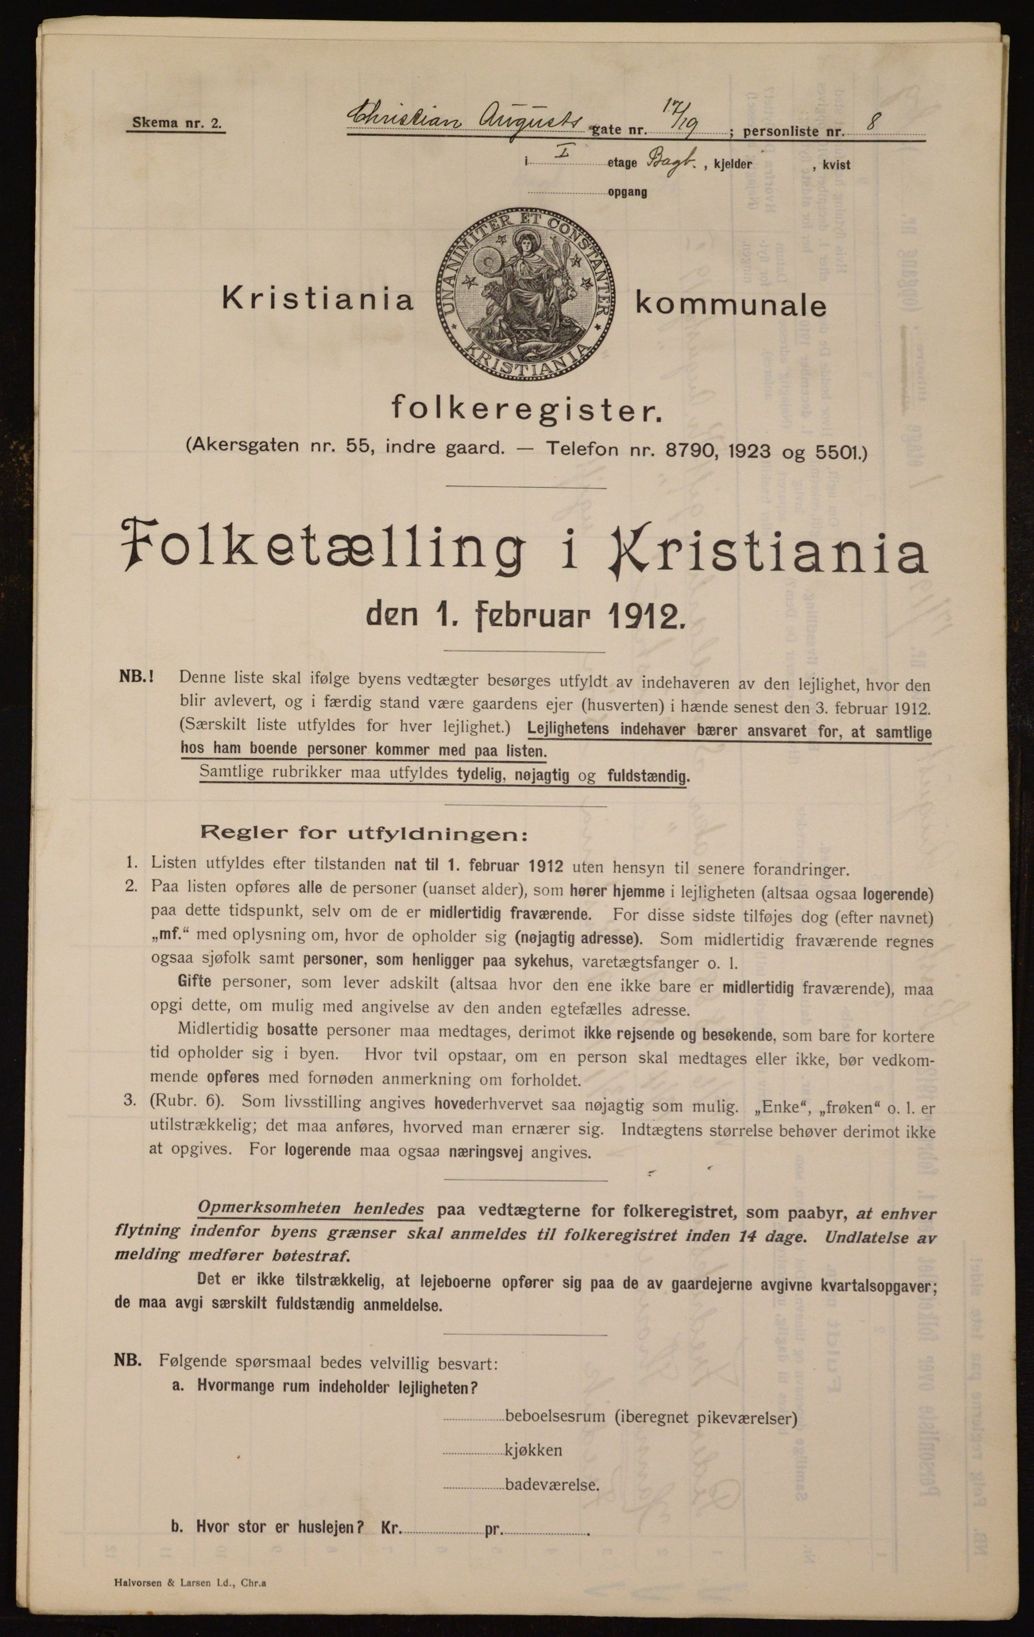 Skema nr. 2.
Christian Augusts gate nr. 17/19 ; personliste nr. 8
i I etage Bagb. , kjelder , kvist
opgang
UNANIMITER ET CONSTANTER
KRISTIANIA
Kristiania kommunale
folkeregister.
(Akersgaten nr. 55, indre gaard. — Telefon nr. 8790, 1923 og 5501.)
Folketælling i Kristiania
den 1. februar 1912.
NB.! Denne liste skal ifølge byens vedtægter besørges utfyldt av indehaveren av den lejlighet, hvor den
blir avlevert, og i færdig stand være gaardens ejer (husverten) i hænde senest den 3. februar 1912.
(Særskilt liste utfyldes for hver lejlighet.) Lejlighetens indehaver bærer ansvaret for, at samtlige
hos ham boende personer kommer med paa listen.
Samtlige rubrikker maa utfyldes tydelig, nøjagtig og fuldstændig.
Regler for utfyldningen:
1. Listen utfyldes efter tilstanden nat til 1. februar 1912 uten hensyn til senere forandringer.
2. Paa listen opføres alle de personer (uanset alder), som hører hjemme i lejligheten (altsaa ogsaa logerende)
paa dette tidspunkt, selv om de er midlertidig fraværende. For disse sidste tilføjes dog (efter navnet)
„mf.“ med oplysning om, hvor de opholder sig (nøjagtig adresse). Som midlertidig fraværende regnes
ogsaa sjøfolk samt personer, som henligger paa sykehus, varetægtsfanger o. l.
Gifte personer, som lever adskilt (altsaa hvor den ene ikke bare er midlertidig fraværende), maa
opgi dette, om mulig med angivelse av den anden egtefælles adresse.
Midlertidig bosatte personer maa medtages, derimot ikke rejsende og besøkende, som bare for kortere
tid opholder sig i byen. Hvor tvil opstaar, om en person skal medtages eller ikke, bør vedkom-
mende opføres med fornøden anmerkning om forholdet.
3. (Rubr. 6). Som livsstilling angives hovederhvervet saa nøjagtig som mulig. „Enke“, „frøken“ o. l. er
utilstrækkelig; det maa anføres, hvorved man ernærer sig. Indtægtens størrelse behøver derimot ikke
at opgives. For logerende maa ogsaa næringsvej angives.
Opmerksomheten henledes paa vedtægterne for folkeregistret, som paabyr, at enhver
flytning indenfor byens grænser skal anmeldes til folkeregistret inden 14 dage. Undlatelse av
melding medfører bøtestraf.
Det er ikke tilstrækkelig, at lejeboerne opfører sig paa de av gaardejerne avgivne kvartalsopgaver;
de maa avgi særskilt fuldstændig anmeldelse.
NB. Følgende spørsmaal bedes velvillig besvart:
a. Hvormange rum indeholder lejligheten?
beboelsesrum (iberegnet pikeværelser)
kjøkken
badeværelse.
b. Hvor stor er huslejen? Kr. pr. .
Halvorsen & Larsen Ld., Chr.a